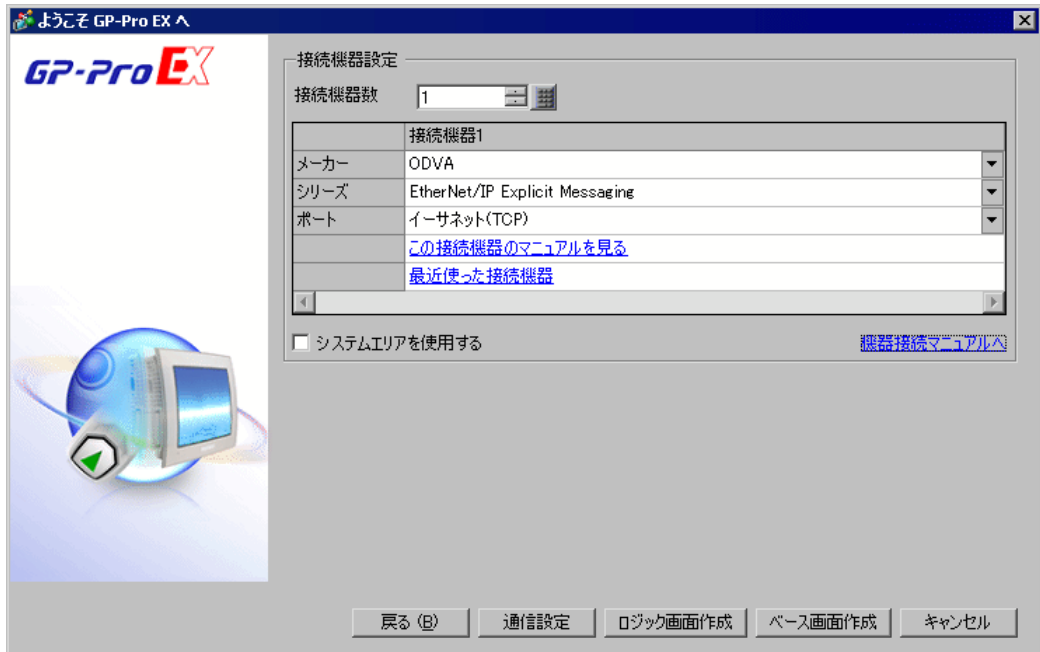 ようこそ GP-Pro EX へ
GP-Pro EX
接続機器設定
接続機器数 1
接続機器1
メーカー ODVA
シリーズ EtherNet/IP Explicit Messaging
ポート イーサネット(TCP)
この接続機器のマニュアルを見る
最近使った接続機器
システムエリアを使用する 機器接続マニュアルへ
戻る (B) 通信設定 ロジック画面作成 ベース画面作成 キャンセル